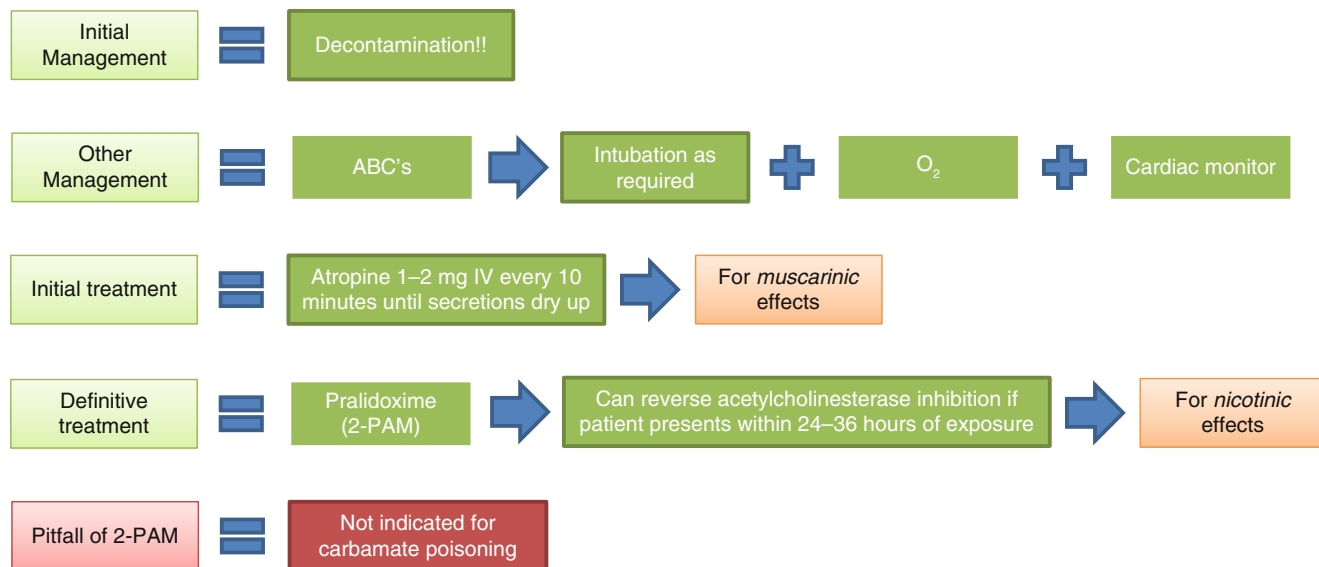 Initial
Management
Decontamination!!
Other
Management
ABC's
Intubation as
required
O₂
Cardiac monitor
Initial treatment
Atropine 1–2 mg IV every 10
minutes until secretions dry up
For muscarinic
effects
Definitive
treatment
Pralidoxime
(2-PAM)
Can reverse acetylcholinesterase inhibition if
patient presents within 24–36 hours of exposure
For nicotinic
effects
Pitfall of 2-PAM
Not indicated for
carbamate poisoning